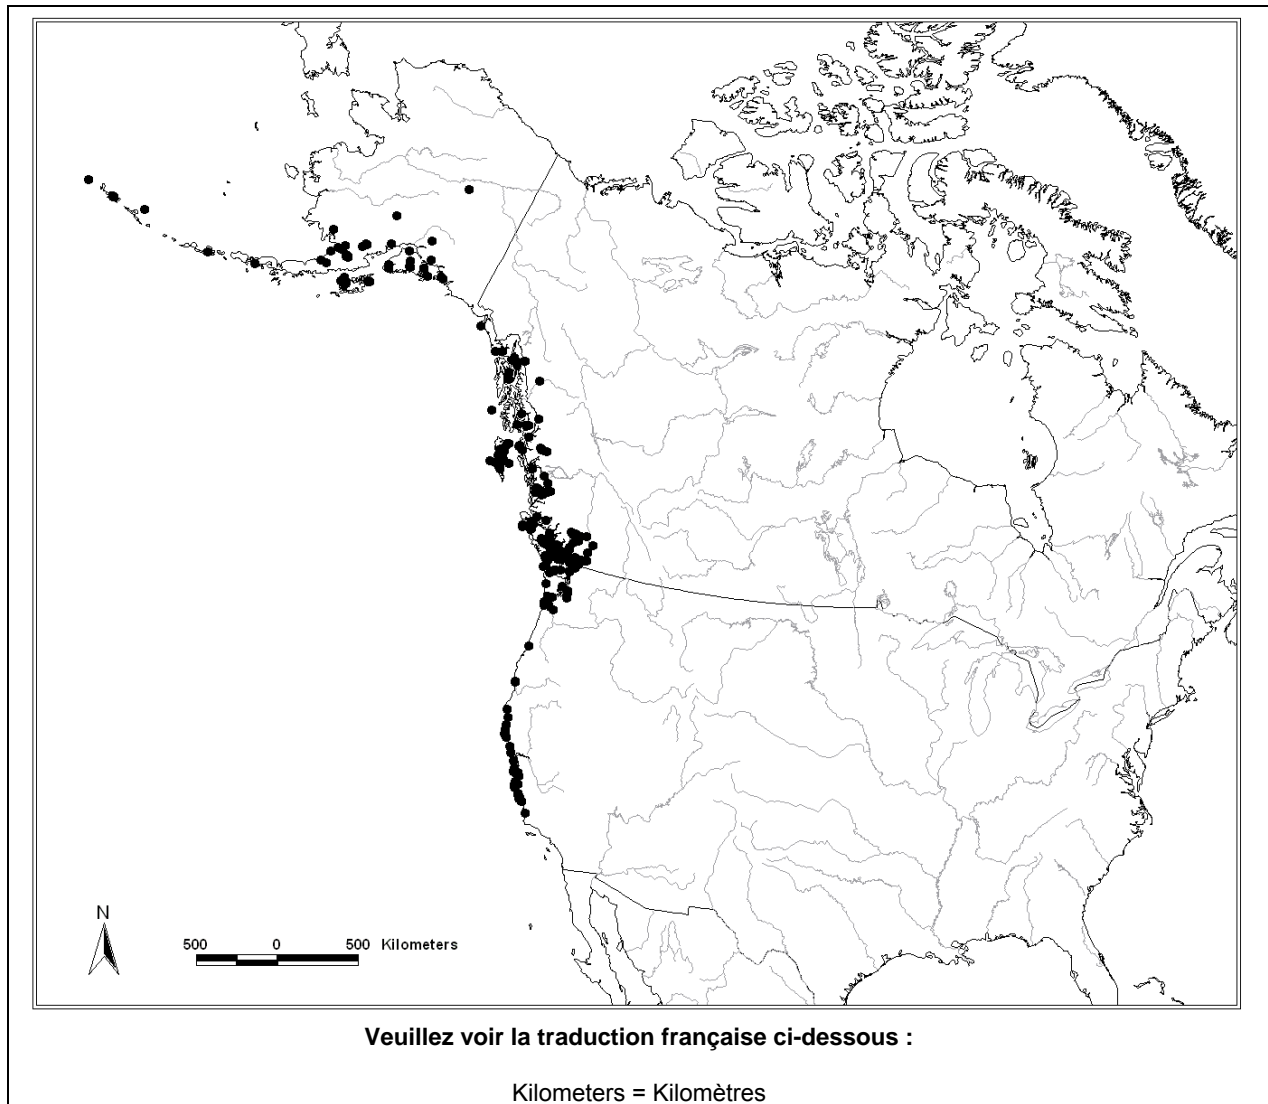 N
500 0 500 Kilometers
Veuillez voir la traduction française ci-dessous :
Kilometers = Kilomètres